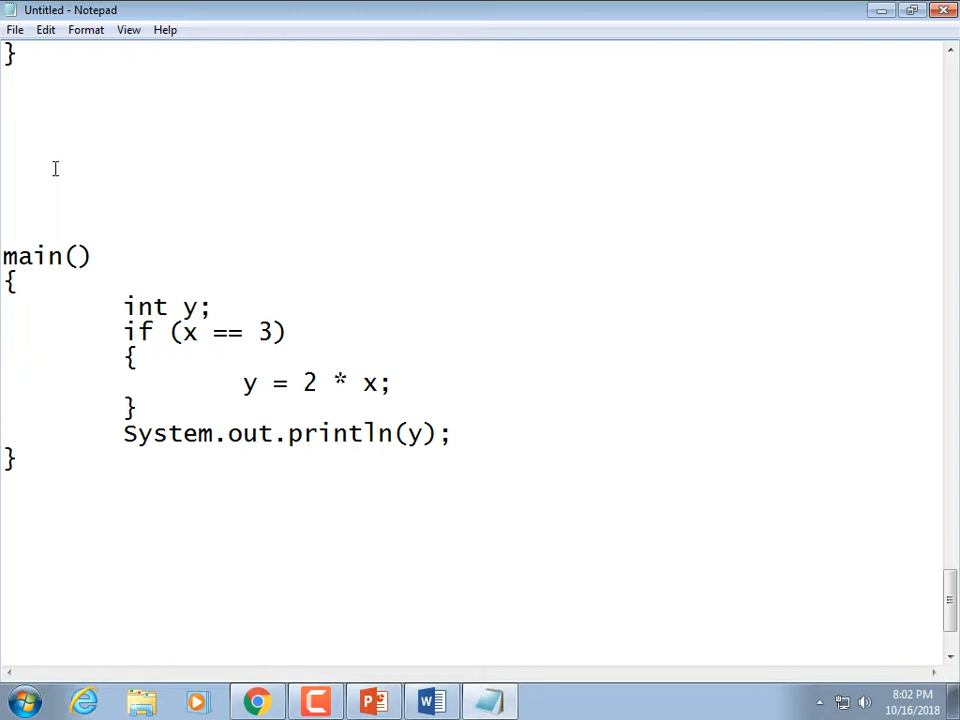 Untitled - Notepad
File Edit Format View Help
}
main()
{
int y;
if (x == 3)
{
y = 2 * x;
}
System.out.println(y);
}
8:02 PM
10/16/2018